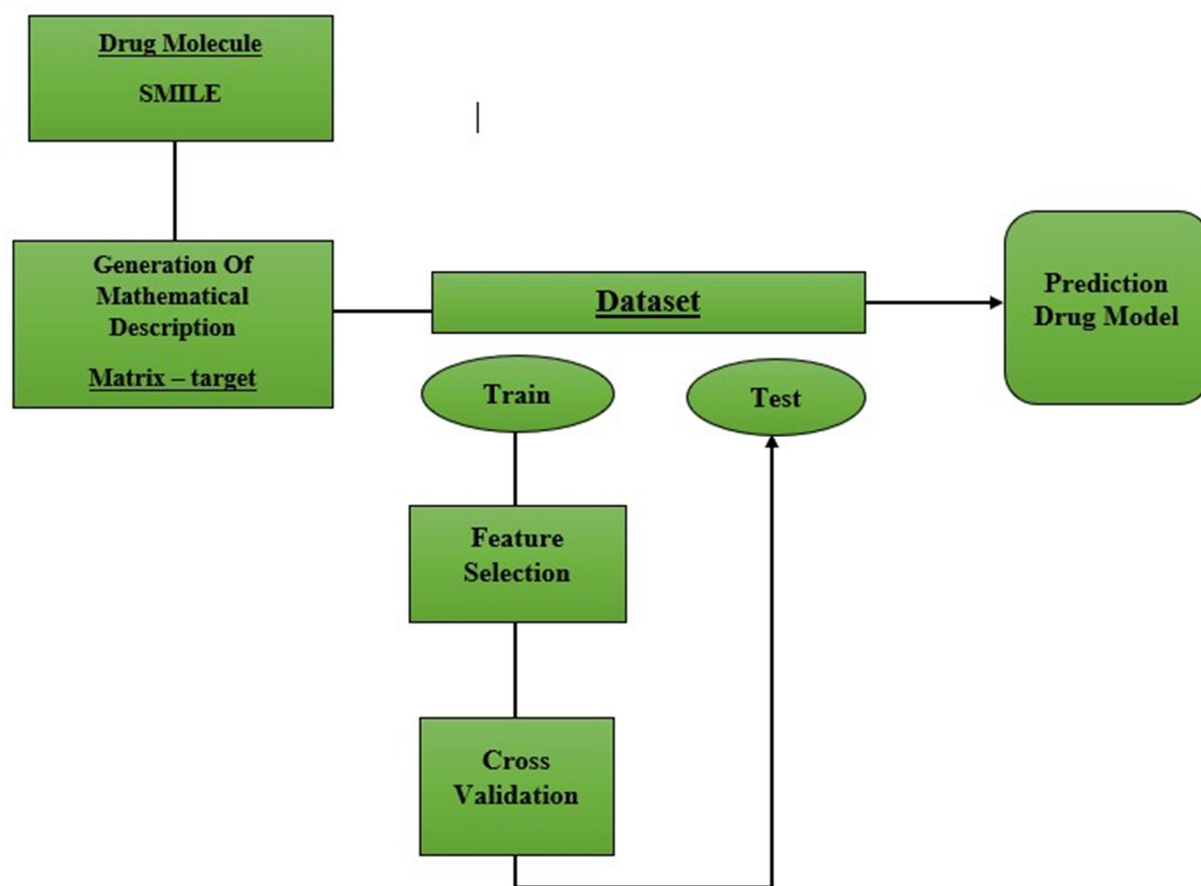 Drug Molecule
SMILE
Generation Of
Mathematical
Description
Matrix – target
Dataset
Prediction
Drug Model
Train
Test
Feature
Selection
Cross
Validation